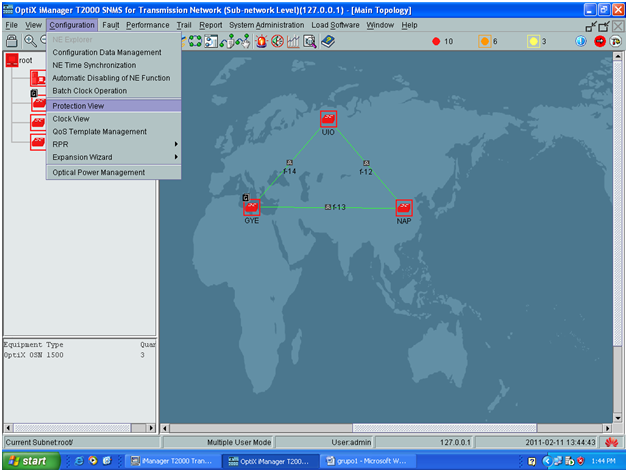 OptiX iManager T2000 SNMS for Transmission Network (Sub-network Level)(127.0.0.1) - [Main Topology]
File View Configuration Fault Performance Trail Report System Administration Load Software Window Help
10 6 3
root
NE Explorer
Configuration Data Management
NE Time Synchronization
Automatic Disabling of NE Function
Batch Clock Operation
Protection View
Clock View
QoS Template Management
RPR
Expansion Wizard
Optical Power Management
UIO
A A
f-14 f-12
G
GYE
A f-13
NAP
Equipment Type Quan
OptiX OSN 1500 3
Current Subnet:root/ Multiple User Mode User:admin 127.0.0.1 2011-02-11 13:44:43
start iManager T2000 Tran... OptiX iManager T200... grupo1 - Microsoft W... 1:44 PM